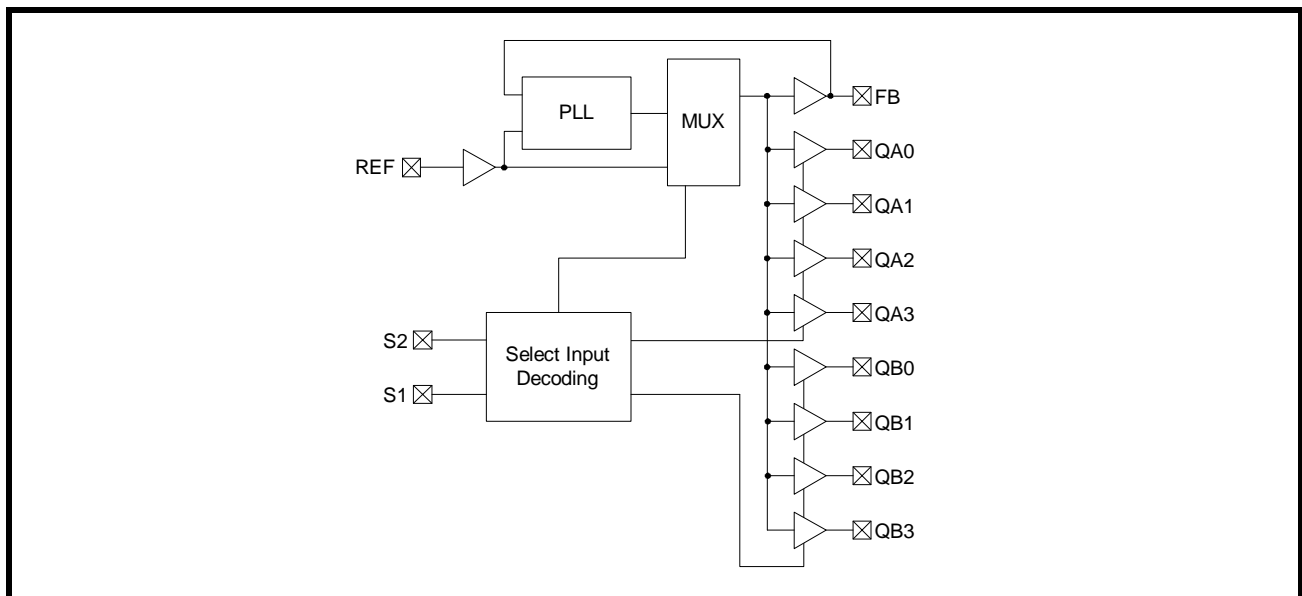 PLL
MUX
FB
QA0
REF
QA1
QA2
QA3
S2
Select Input
Decoding
QB0
S1
QB1
QB2
QB3